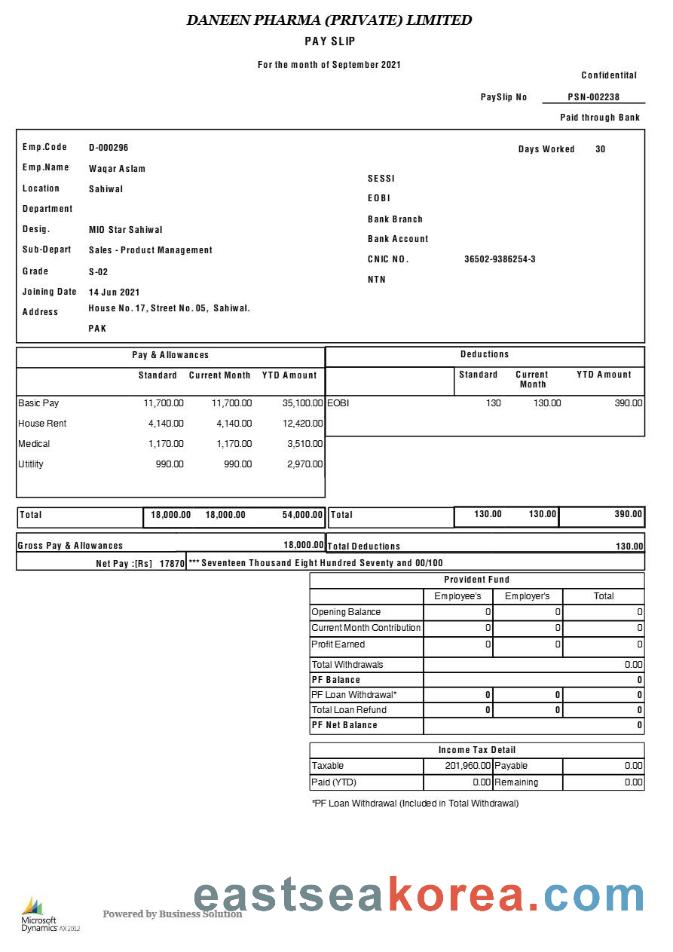 DANEEN PHARMA (PRIVATE) LIMITED
PAY SLIP
For the month of September 2021
Confidentital
PaySlip No PSN-002238
Paid through Bank
Emp.Code D-000296 Days Worked 30
Emp.Name Waqar Aslam
SESSI
Location Sahiwal
EOBI
Department
Bank Branch
Desig. MIO Star Sahiwal
Bank Account
Sub-Depart Sales - Product Management
CNIC NO. 36502-9386254-3
Grade S-02
NTN
Joining Date 14 Jun 2021
Address House No. 17, Street No. 05, Sahiwal.
PAK
Pay & Allowances Deductions
Standard Current Month YTD Amount Standard Current Month YTD Amount
Basic Pay 11,700.00 11,700.00 35,100.00 EOBI 130 130.00 390.00
House Rent 4,140.00 4,140.00 12,420.00
Medical 1,170.00 1,170.00 3,510.00
Utitlity 990.00 990.00 2,970.00
Total 18,000.00 18,000.00 54,000.00 Total 130.00 130.00 390.00
Gross Pay & Allowances 18,000.00 Total Deductions 130.00
Net Pay :[Rs] 17870 *** Seventeen Thousand Eight Hundred Seventy and 00/100
Provident Fund
Employee's Employer's Total
Opening Balance 0 0 0
Current Month Contribution 0 0 0
Profit Earned 0 0 0
Total Withdrawals 0.00
PF Balance 0
PF Loan Withdrawal* 0 0 0
Total Loan Refund 0 0 0
PF Net Balance 0
Income Tax Detail
Taxable 201,960.00 Payable 0.00
Paid (YTD) 0.00 Remaining 0.00
*PF Loan Withdrawal (Included in Total Withdrawal)
eastseakorea.com
Powered by Business Solution
Microsoft
Dynamics AX 2012